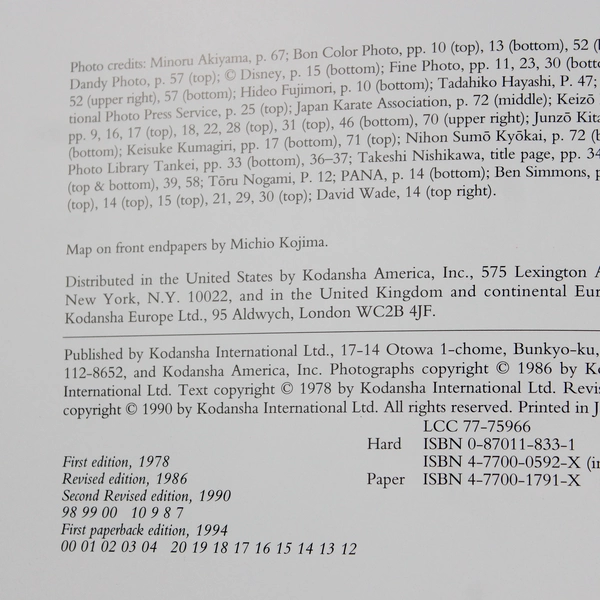 Photo credits: Minoru Akiyama, p. 67; Bon Color Photo, pp. 10 (top), 13 (bottom), 52 (b
Dandy Photo, p. 57 (top); © Disney, p. 15 (bottom); Fine Photo, pp. 11, 23, 30 (botto
52 (upper right), 57 (bottom); Hideo Fujimori, p. 10 (bottom); Tadahiko Hayashi, P. 47;
tional Photo Press Service, p. 25 (top); Japan Karate Association, p. 72 (middle); Keizō
pp. 9, 16, 17 (top), 18, 22, 28 (top), 31 (top), 46 (bottom), 70 (upper right); Junzō Kita
(bottom); Keisuke Kumagiri, pp. 17 (bottom), 71 (top); Nihon Sumō Kyōkai, p. 72 (b
Photo Library Tankei, pp. 33 (bottom), 36–37; Takeshi Nishikawa, title page, pp. 34
(top & bottom), 39, 58; Tōru Nogami, P. 12; PANA, p. 14 (bottom); Ben Simmons, p
(top), 14 (top), 15 (top), 21, 29, 30 (top); David Wade, 14 (top right).
Map on front endpapers by Michio Kojima.
Distributed in the United States by Kodansha America, Inc., 575 Lexington A
New York, N.Y. 10022, and in the United Kingdom and continental Eur
Kodansha Europe Ltd., 95 Aldwych, London WC2B 4JF.
Published by Kodansha International Ltd., 17-14 Otowa 1-chome, Bunkyo-ku,
112-8652, and Kodansha America, Inc. Photographs copyright © 1986 by Ko
International Ltd. Text copyright © 1978 by Kodansha International Ltd. Revis
copyright © 1990 by Kodansha International Ltd. All rights reserved. Printed in J
LCC 77-75966
Hard ISBN 0-87011-833-1
ISBN 4-7700-0592-X (in
Paper ISBN 4-7700-1791-X
First edition, 1978
Revised edition, 1986
Second Revised edition, 1990
98 99 00 10 9 8 7
First paperback edition, 1994
00 01 02 03 04 20 19 18 17 16 15 14 13 12